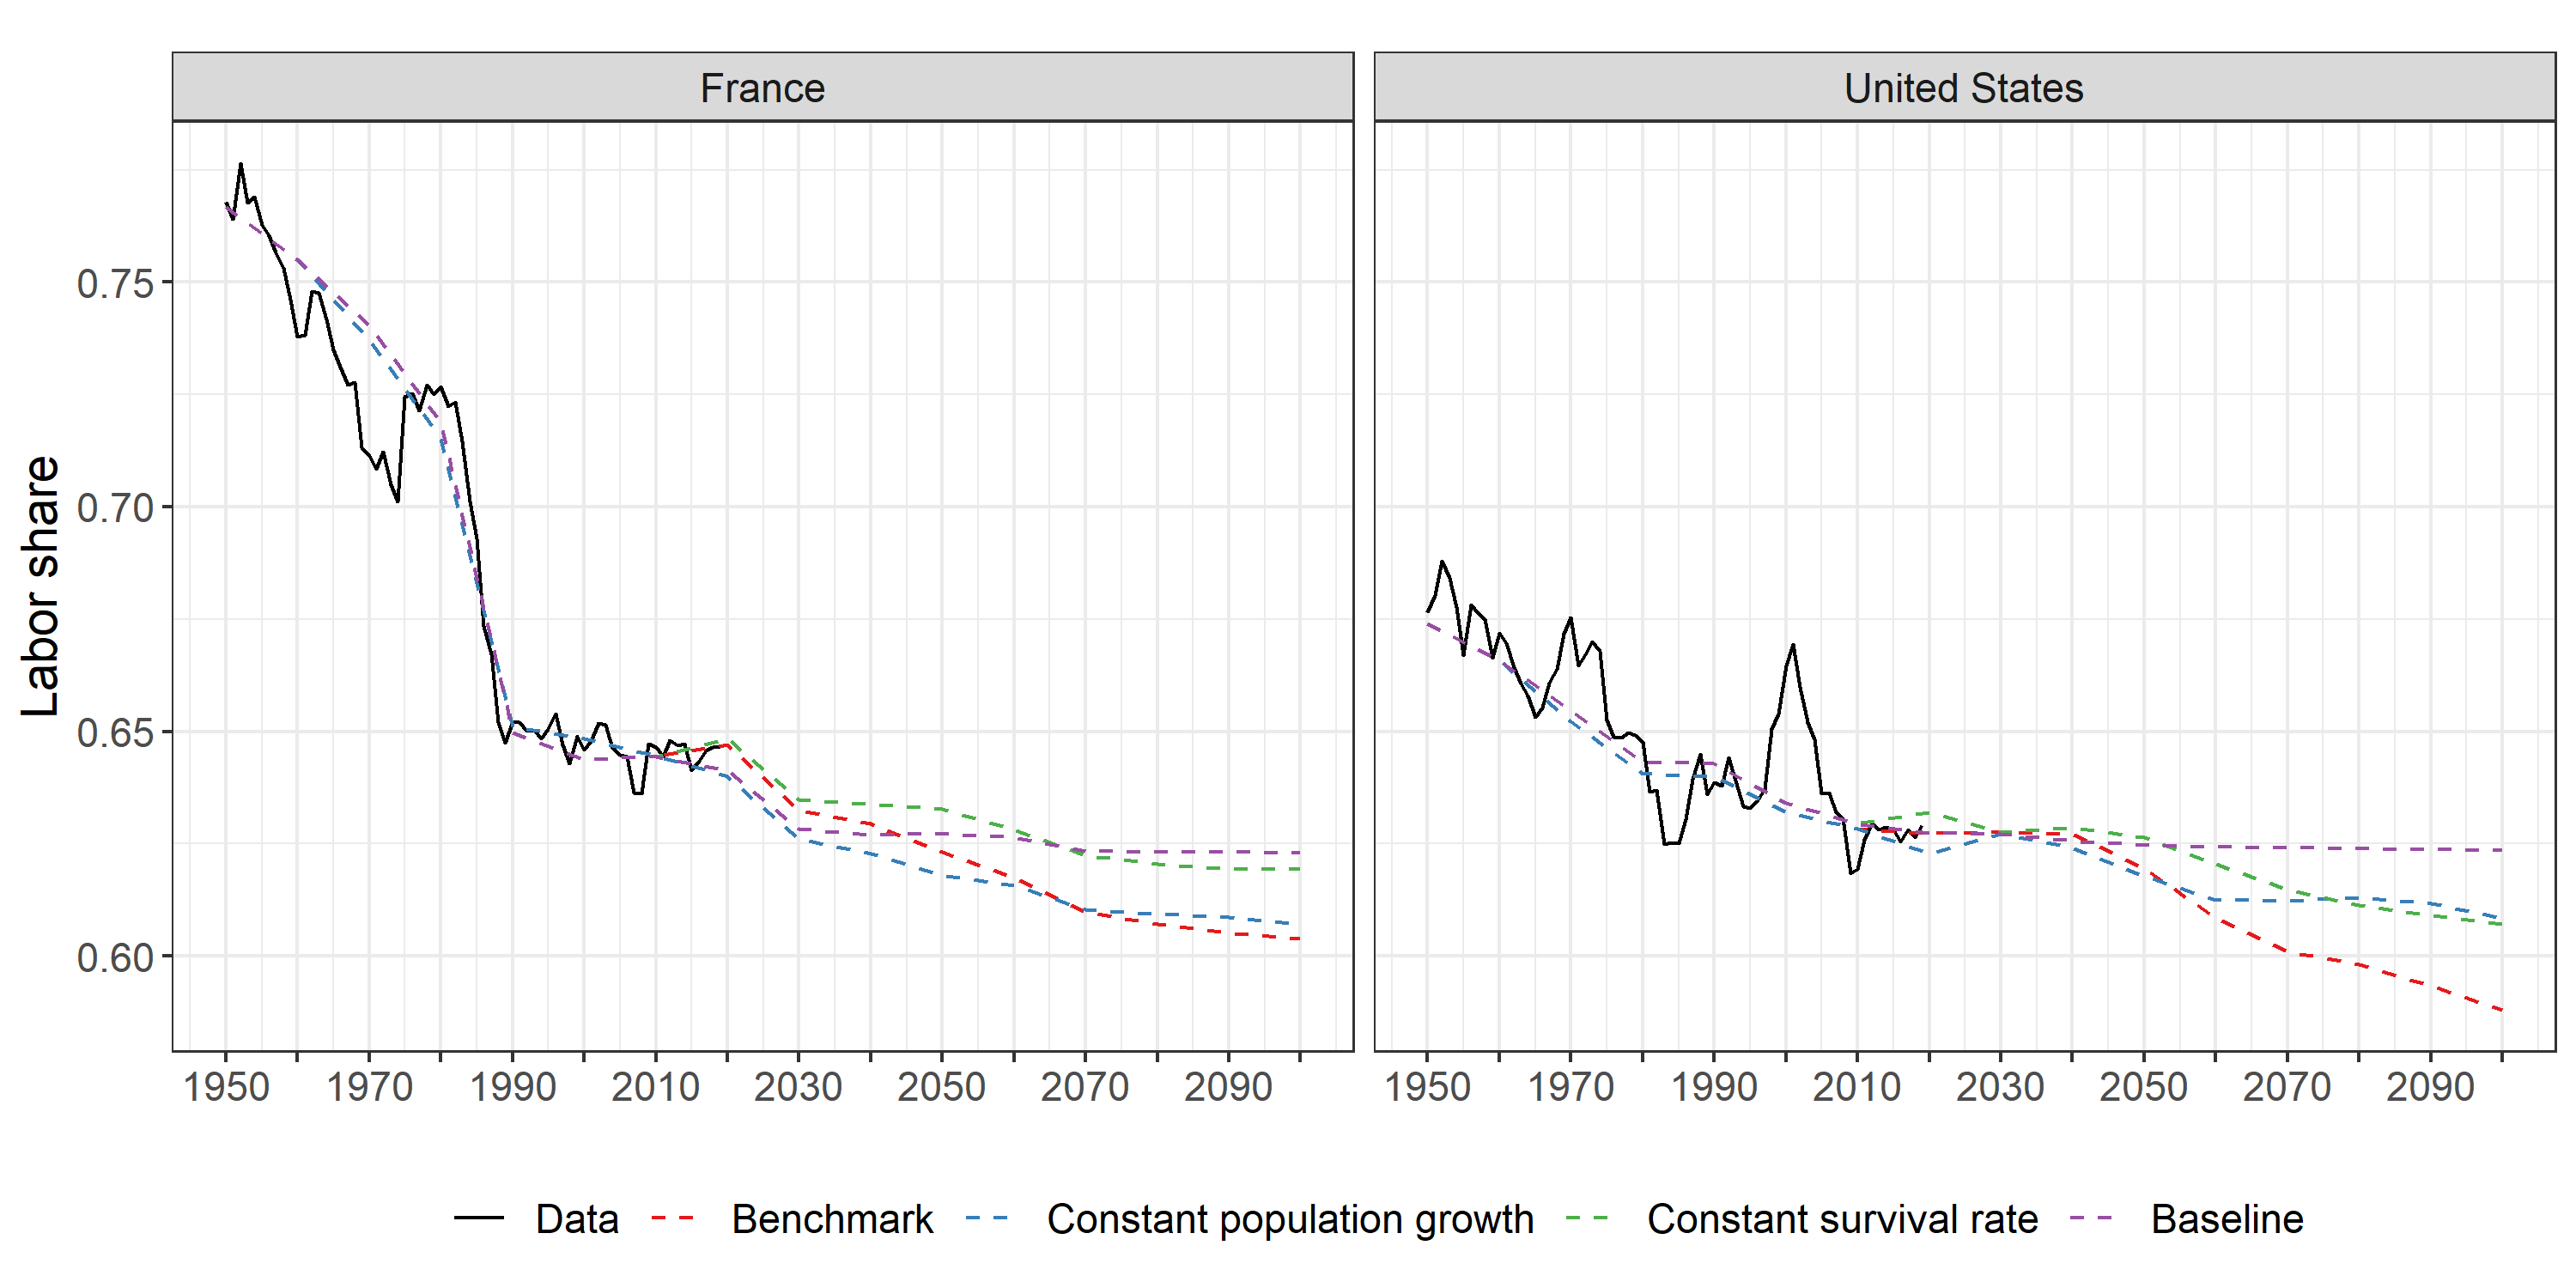 France
United States
Labor share
0.75
0.70
0.65
0.60
1950 1970 1990 2010 2030 2050 2070 2090
1950 1970 1990 2010 2030 2050 2070 2090
Data Benchmark Constant population growth Constant survival rate Baseline